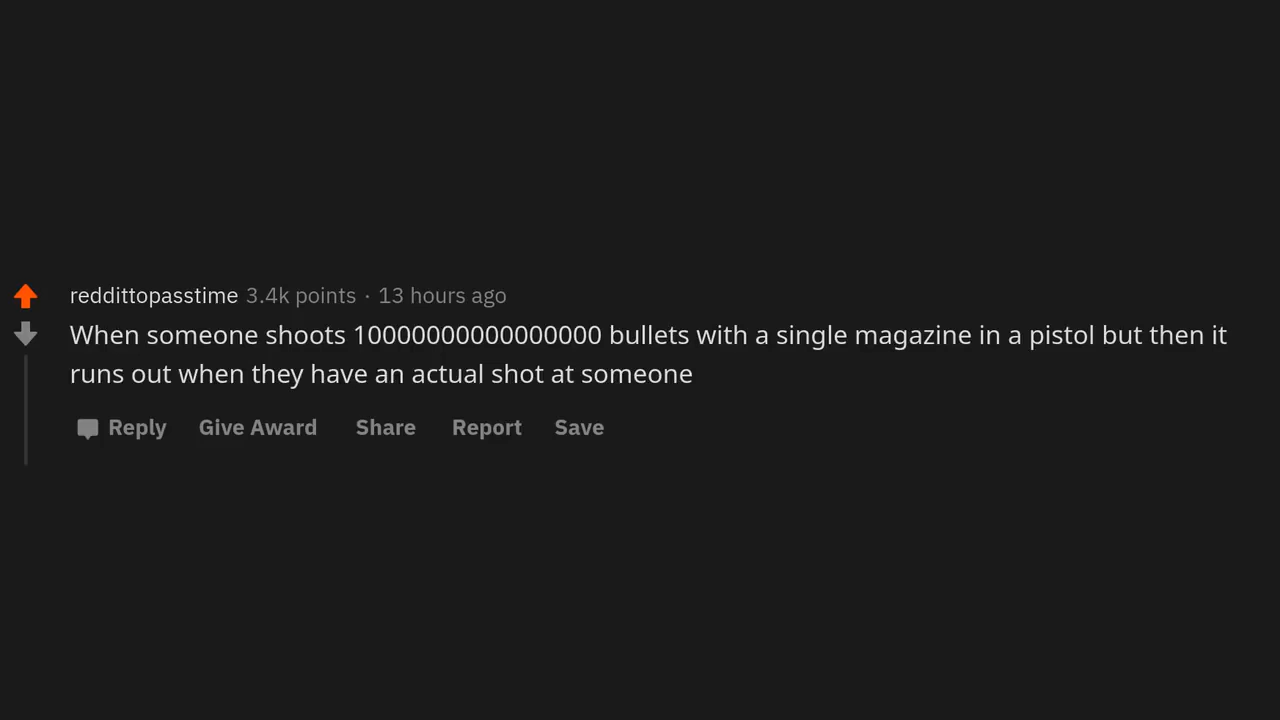 reddittopasstime 3.4k points · 13 hours ago
When someone shoots 10000000000000000 bullets with a single magazine in a pistol but then it
runs out when they have an actual shot at someone
Reply Give Award Share Report Save